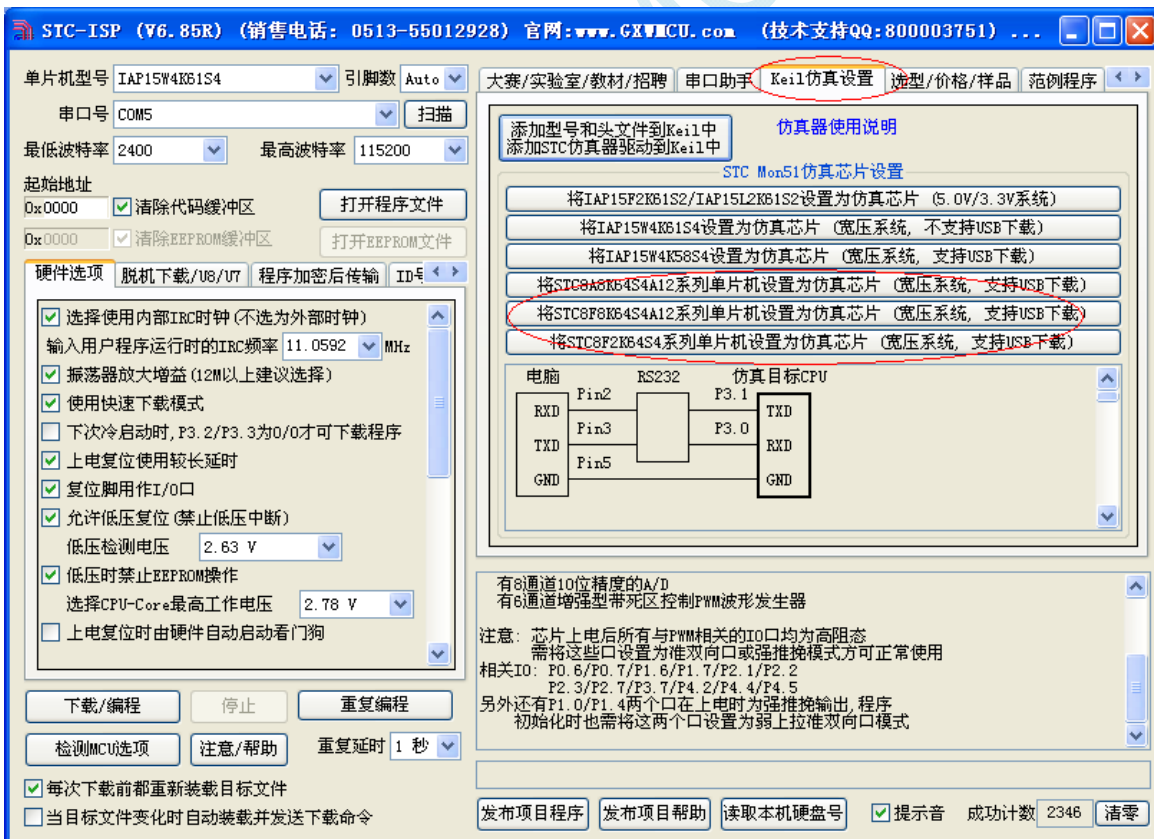 STC-ISP (V6.85R) (销售电话: 0513-55012928) 官网:www.GXWMCU.com (技术支持QQ:800003751) ...
单片机型号 IAP15W4K61S4 引脚数 Auto
串口号 COM5 扫描
最低波特率 2400 最高波特率 115200
起始地址
0x0000 清除代码缓冲区 打开程序文件
0x0000 清除EEPROM缓冲区 打开EEPROM文件
硬件选项 脱机下载/U8/U7 程序加密后传输 ID号
选择使用内部IRC时钟(不选为外部时钟)
输入用户程序运行时的IRC频率 11.0592 MHz
振荡器放大增益(12M以上建议选择)
使用快速下载模式
下次冷启动时,P3.2/P3.3为0/0才可下载程序
上电复位使用较长延时
复位脚用作I/O口
允许低压复位(禁止低压中断)
低压检测电压 2.63 V
低压时禁止EEPROM操作
选择CPU-Core最高工作电压 2.78 V
上电复位时由硬件自动启动看门狗
下载/编程 停止 重复编程
检测MCU选项 注意/帮助 重复延时 1 秒
每次下载前都重新装载目标文件
当目标文件变化时自动装载并发送下载命令
大赛/实验室/教材/招聘 串口助手 Keil仿真设置 选型/价格/样品 范例程序
添加型号和头文件到Keil中
添加STC仿真器驱动到Keil中
仿真器使用说明
STC Mon51仿真芯片设置
将IAP15F2K61S2/IAP15L2K61S2设置为仿真芯片 (5.0V/3.3V系统)
将IAP15W4K61S4设置为仿真芯片 (宽压系统, 不支持USB下载)
将IAP15W4K58S4设置为仿真芯片 (宽压系统, 支持USB下载)
将STC8A8K64S4A12系列单片机设置为仿真芯片 (宽压系统, 支持USB下载)
将STC8F8K64S4A12系列单片机设置为仿真芯片 (宽压系统, 支持USB下载)
将STC8F2K64S4系列单片机设置为仿真芯片 (宽压系统, 支持USB下载)
电脑 RS232 仿真目标CPU
RXD Pin2 P3.1 TXD
TXD Pin3 P3.0 RXD
GND Pin5 GND
有8通道10位精度的A/D
有6通道增强型带死区控制PWM波形发生器
注意: 芯片上电后所有与PWM相关的IO口均为高阻态
需将这些口设置为准双向口或强推挽模式方可正常使用
相关IO: P0.6/P0.7/P1.6/P1.7/P2.1/P2.2
P2.3/P2.7/P3.7/P4.2/P4.4/P4.5
另外还有P1.0/P1.4两个口在上电时为强推挽输出,程序
初始化时也需将这两个口设置为弱上拉准双向口模式
发布项目程序 发布项目帮助 读取本机硬盘号 提示音 成功计数 2346 清零